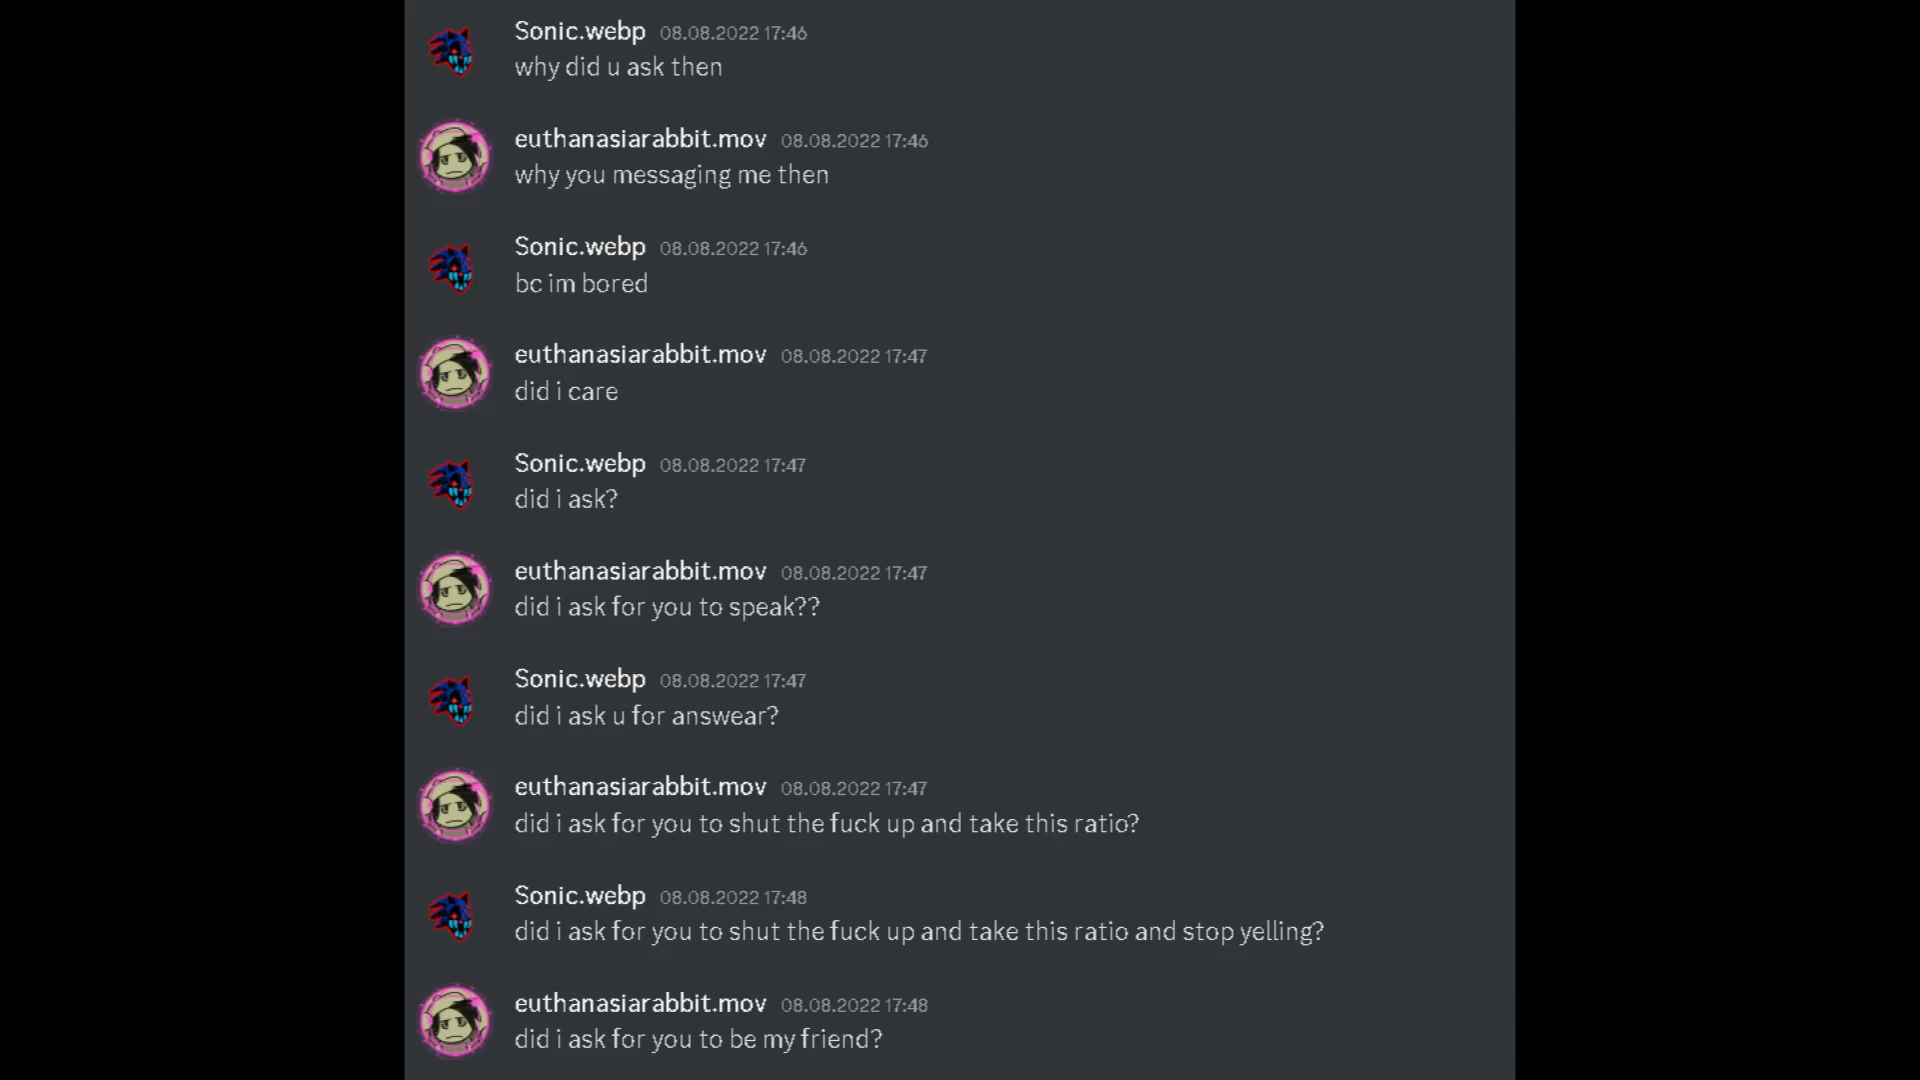 Sonic.webp 08.08.2022 17:46
why did u ask then
euthanasiarabbit.mov 08.08.2022 17:46
why you messaging me then
Sonic.webp 08.08.2022 17:46
bc im bored
euthanasiarabbit.mov 08.08.2022 17:47
did i care
Sonic.webp 08.08.2022 17:47
did i ask?
euthanasiarabbit.mov 08.08.2022 17:47
did i ask for you to speak??
Sonic.webp 08.08.2022 17:47
did i ask u for answear?
euthanasiarabbit.mov 08.08.2022 17:47
did i ask for you to shut the fuck up and take this ratio?
Sonic.webp 08.08.2022 17:48
did i ask for you to shut the fuck up and take this ratio and stop yelling?
euthanasiarabbit.mov 08.08.2022 17:48
did i ask for you to be my friend?